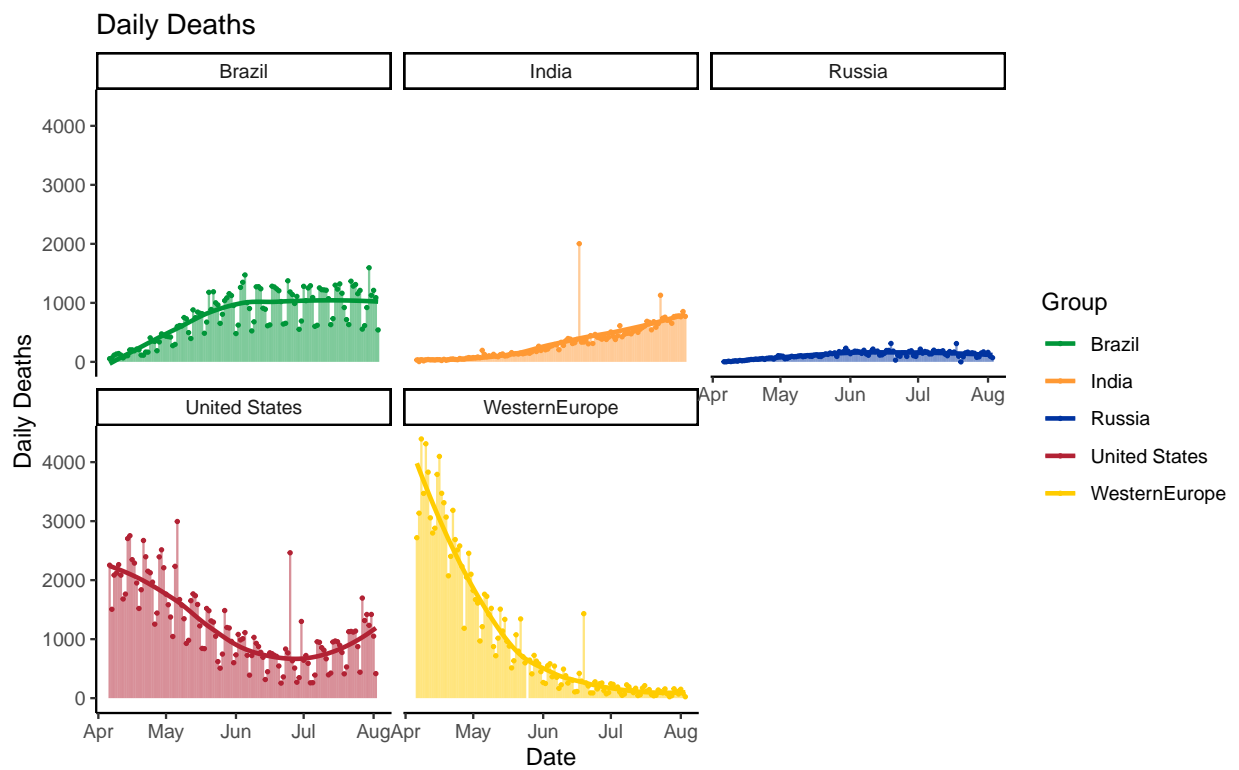 Daily Deaths
Brazil
India
Russia
4000
3000
2000
1000
0
Apr May Jun Jul Aug
United States
WesternEurope
Daily Deaths
4000
3000
2000
1000
0
Apr May Jun Jul Aug
Apr May Jun Jul Aug
Date
Group
Brazil
India
Russia
United States
WesternEurope